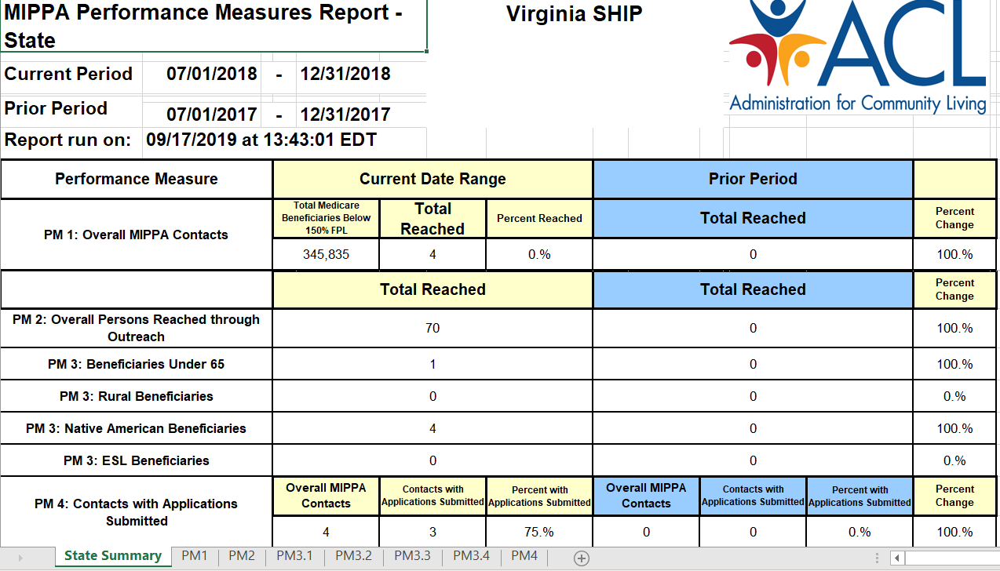 MIPPA Performance Measures Report -
State
Virginia SHIP
ACL
Administration for Community Living
Current Period 07/01/2018 - 12/31/2018
Prior Period 07/01/2017 - 12/31/2017
Report run on: 09/17/2019 at 13:43:01 EDT
Performance Measure Current Date Range Prior Period
PM 1: Overall MIPPA Contacts
Total Medicare
Beneficiaries Below
150% FPL
Total
Reached
Percent Reached
Total Reached
Percent
Change
345,835 4 0.% 0 100.%
Total Reached Total Reached
Percent
Change
PM 2: Overall Persons Reached through
Outreach
70 0 100.%
PM 3: Beneficiaries Under 65 1 0 100.%
PM 3: Rural Beneficiaries 0 0 0.%
PM 3: Native American Beneficiaries 4 0 100.%
PM 3: ESL Beneficiaries 0 0 0.%
PM 4: Contacts with Applications
Submitted
Overall MIPPA
Contacts
Contacts with
Applications Submitted
Percent with
Applications Submitted
Overall MIPPA
Contacts
Contacts with
Applications Submitted
Percent with
Applications Submitted
Percent
Change
4 3 75.% 0 0 0.% 100.%
State Summary PM1 PM2 PM3.1 PM3.2 PM3.3 PM3.4 PM4